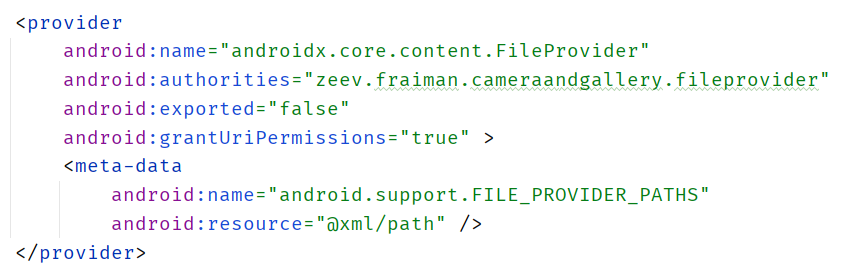 <provider
android:name="androidx.core.content.FileProvider"
android:authorities="zeev.fraiman.cameraandgallery.fileprovider"
android:exported="false"
android:grantUriPermissions="true" >
<meta-data
android:name="android.support.FILE_PROVIDER_PATHS"
android:resource="@xml/path" />
</provider>